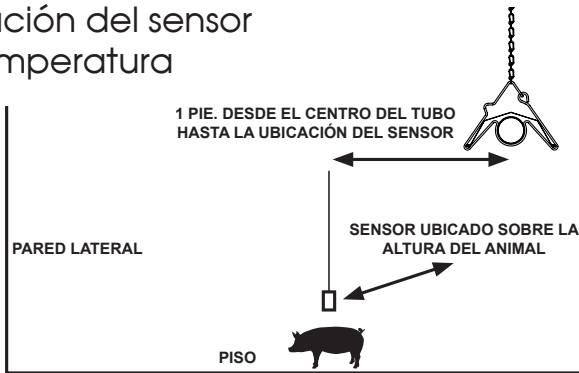 ación del sensor
mperatura
1 PIE. DESDE EL CENTRO DEL TUBO
HASTA LA UBICACIÓN DEL SENSOR
PARED LATERAL
SENSOR UBICADO SOBRE LA
ALTURA DEL ANIMAL
PISO